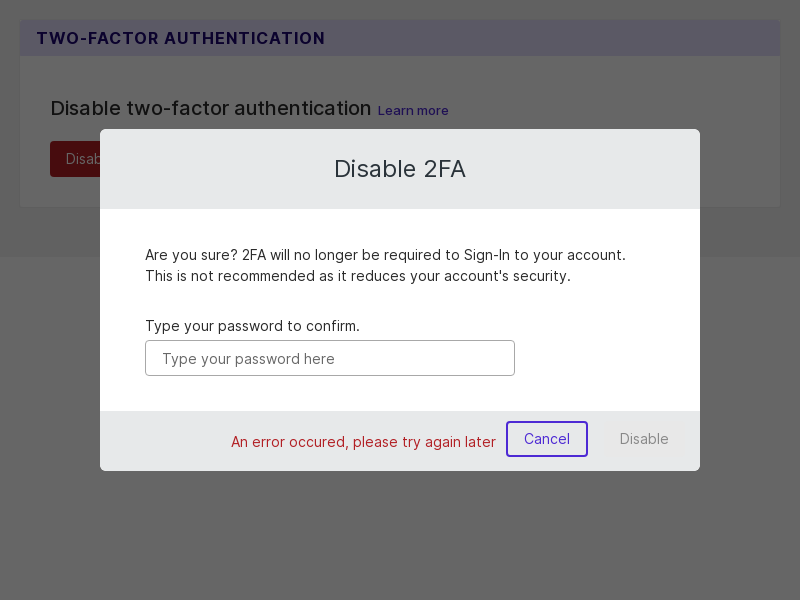 TWO-FACTOR AUTHENTICATION
Disable two-factor authentication Learn more
Disab
Disable 2FA
Are you sure? 2FA will no longer be required to Sign-In to your account.
This is not recommended as it reduces your account's security.
Type your password to confirm.
Type your password here
An error occured, please try again later
Cancel
Disable